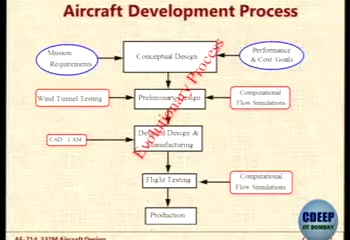 Aircraft Development Process
Mission
Requirements
Conceptual Design
Performance
& Cost Goals
Wind Tunnel Testing
Preliminary Design
Computational
Flow Simulations
Evolutionary Process
CAD - CAM
Detailed Design &
Manufacturing
Flight Testing
Computational
Flow Simulations
Production
CDEEP
IIT BOMBAY
AE-714 332M Aircraft Design